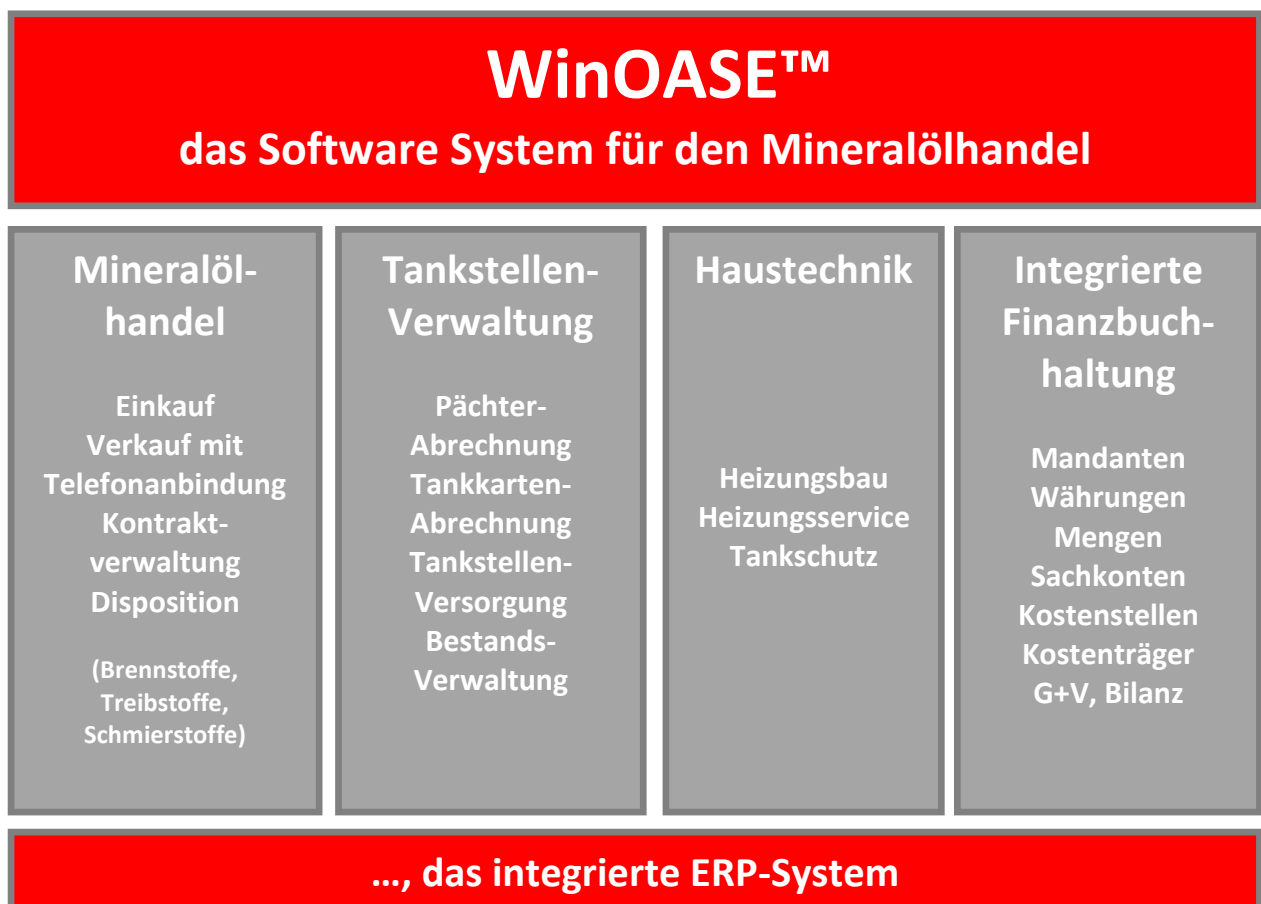 WinOASE™
das Software System für den Mineralölhandel
Mineralöl-
handel
Einkauf
Verkauf mit
Telefonanbindung
Kontrakt-
verwaltung
Disposition
(Brennstoffe,
Treibstoffe,
Schmierstoffe)
Tankstellen-
Verwaltung
Pächter-
Abrechnung
Tankkarten-
Abrechnung
Tankstellen-
Versorgung
Bestands-
Verwaltung
Haustechnik
Heizungsbau
Heizungsservice
Tankschutz
Integrierte
Finanzbuch-
haltung
Mandanten
Währungen
Mengen
Sachkonten
Kostenstellen
Kostenträger
G+V, Bilanz
…, das integrierte ERP-System